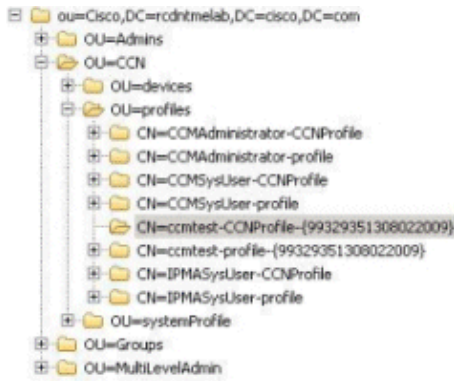 ou=Cisco,DC=rcdntmelab,DC=cisco,DC=com
OU=Admins
OU=CCN
OU=devices
OU=profiles
CN=CCMAdministrator-CCNProfile
CN=CCMAdministrator-profile
CN=CCMSysUser-CCNProfile
CN=CCMSysUser-profile
CN=ccmtest-CCNProfile-{99329351308022009}
CN=ccmtest-profile-{99329351308022009}
CN=IPMASysUser-CCNProfile
CN=IPMASysUser-profile
OU=systemProfile
OU=Groups
OU=MultiLevelAdmin